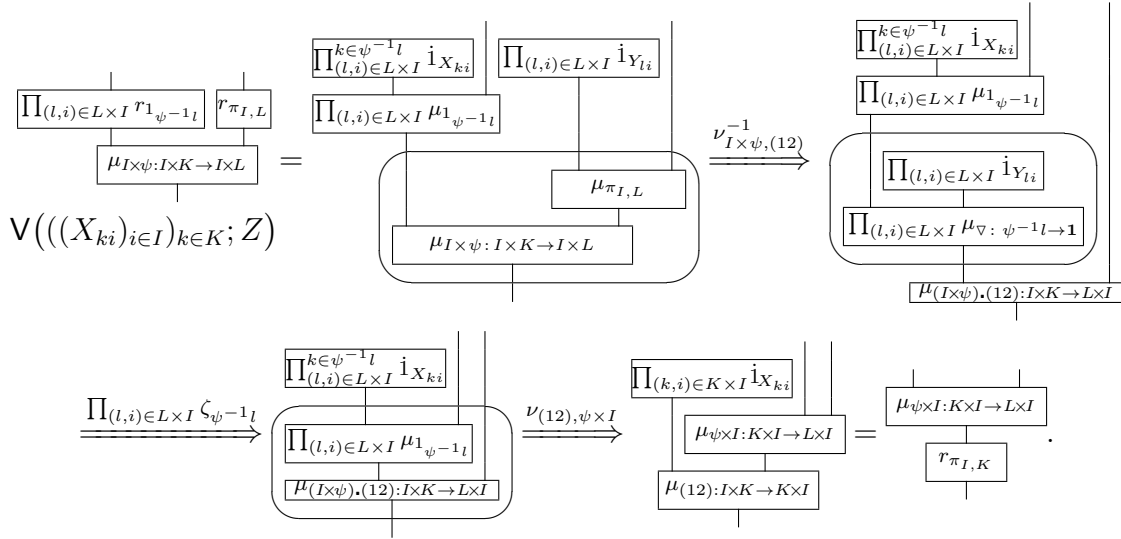 ∏_{(l,i)∈L×I} r_{1_{ψ^{-1}l}}   r_{π_{I,L}}
μ_{I×ψ:I×K→I×L}
V(((X_{ki})_{i∈I})_{k∈K}; Z)
=
∏_{(l,i)∈L×I}^{k∈ψ^{-1}l} i_{X_{ki}}   ∏_{(l,i)∈L×I} i_{Y_{li}}
∏_{(l,i)∈L×I} μ_{1_{ψ^{-1}l}}
μ_{π_{I,L}}
μ_{I×ψ: I×K→I×L}
ν^{-1}_{I×ψ,(12)} ⟹
∏_{(l,i)∈L×I}^{k∈ψ^{-1}l} i_{X_{ki}}
∏_{(l,i)∈L×I} μ_{1_{ψ^{-1}l}}
∏_{(l,i)∈L×I} i_{Y_{li}}
∏_{(l,i)∈L×I} μ_{∇: ψ^{-1}l→𝟏}
μ_{(I×ψ).(12):I×K→L×I}
∏_{(l,i)∈L×I} ζ_{ψ^{-1}l} ⟹
∏_{(l,i)∈L×I}^{k∈ψ^{-1}l} i_{X_{ki}}
∏_{(l,i)∈L×I} μ_{1_{ψ^{-1}l}}
μ_{(I×ψ).(12):I×K→L×I}
ν_{(12),ψ×I} ⟹
∏_{(k,i)∈K×I} i_{X_{ki}}
μ_{ψ×I:K×I→L×I}
μ_{(12):I×K→K×I}
=
μ_{ψ×I:K×I→L×I}
r_{π_{I,K}}
.